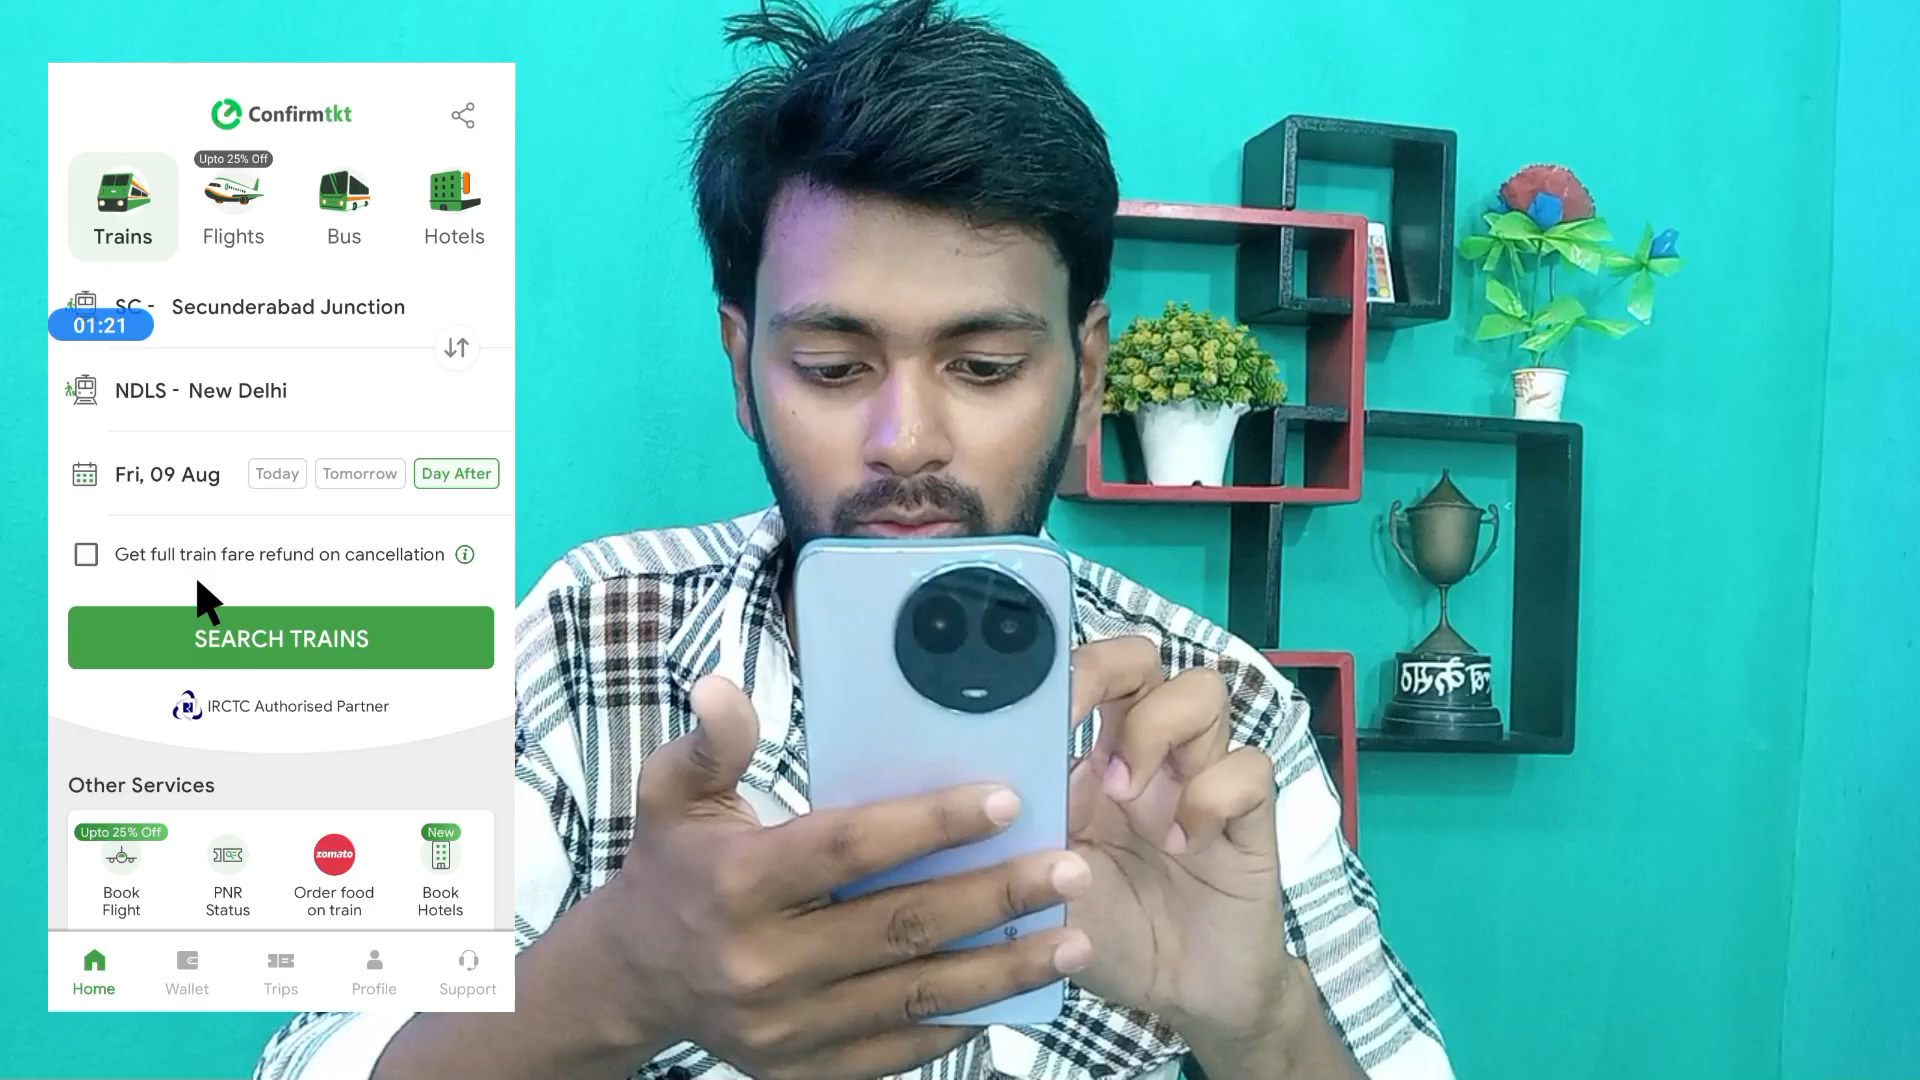 Confirmtkt
Upto 25% Off
Trains
Flights
Bus
Hotels
SC - Secunderabad Junction
01:21
NDLS - New Delhi
Fri, 09 Aug
Today
Tomorrow
Day After
Get full train fare refund on cancellation
SEARCH TRAINS
IRCTC Authorised Partner
Other Services
Upto 25% Off
zomato
New
Book
Flight
PNR
Status
Order food
on train
Book
Hotels
Home
Wallet
Trips
Profile
Support